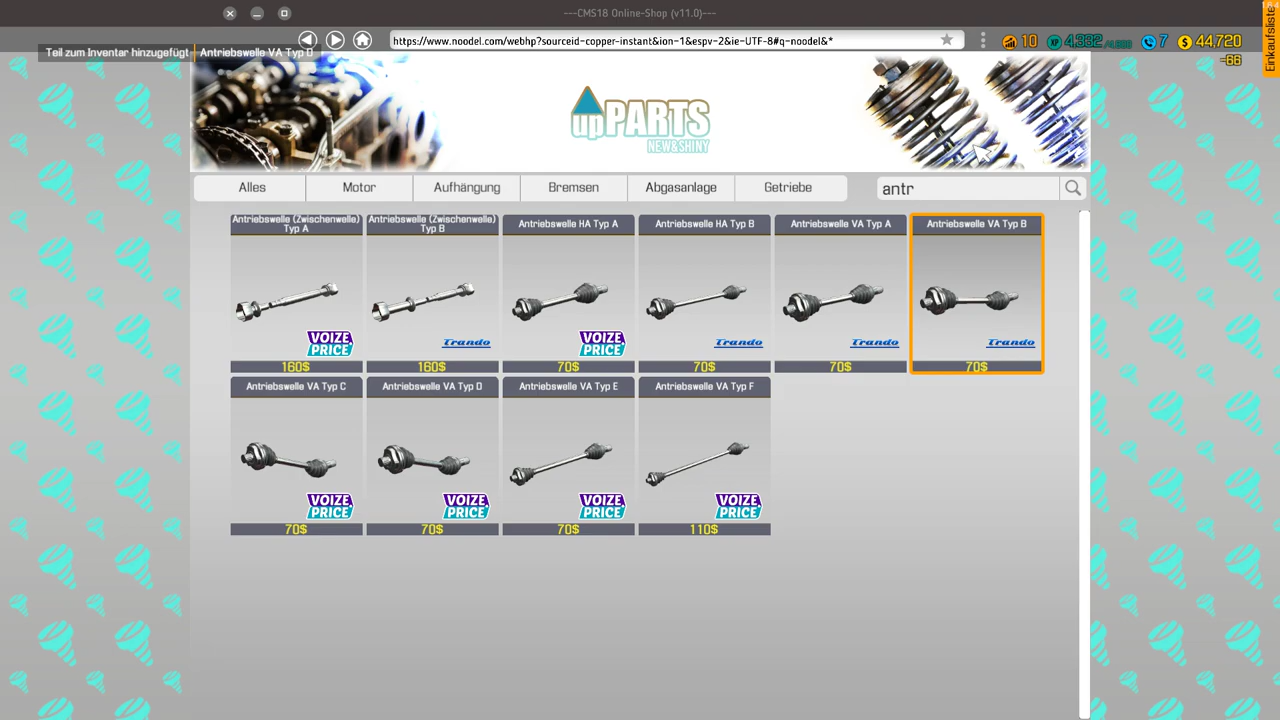 ---CMS18 Online-Shop (v11.0)---
Teil zum Inventar hinzugefügt Antriebswelle VA Typ D
https://www.noodel.com/webhp?sourceid-copper-instant&ion-1&espv-2&ie-UTF-8#q-noodel&*
10
XP 4,332
7
$ 44,720
-66
Einkaufsliste
upPARTS
NEW&SHINY
Alles Motor Aufhängung Bremsen Abgasanlage Getriebe
antr
Antriebswelle (Zwischenwelle) Typ A
Antriebswelle (Zwischenwelle) Typ B
Antriebswelle HA Typ A
Antriebswelle HA Typ B
Antriebswelle VA Typ A
Antriebswelle VA Typ B
VOIZE PRICE
Trando
VOIZE PRICE
Trando
Trando
Trando
160$ 160$ 70$ 70$ 70$ 70$
Antriebswelle VA Typ C
Antriebswelle VA Typ D
Antriebswelle VA Typ E
Antriebswelle VA Typ F
VOIZE PRICE
VOIZE PRICE
VOIZE PRICE
VOIZE PRICE
70$ 70$ 70$ 110$